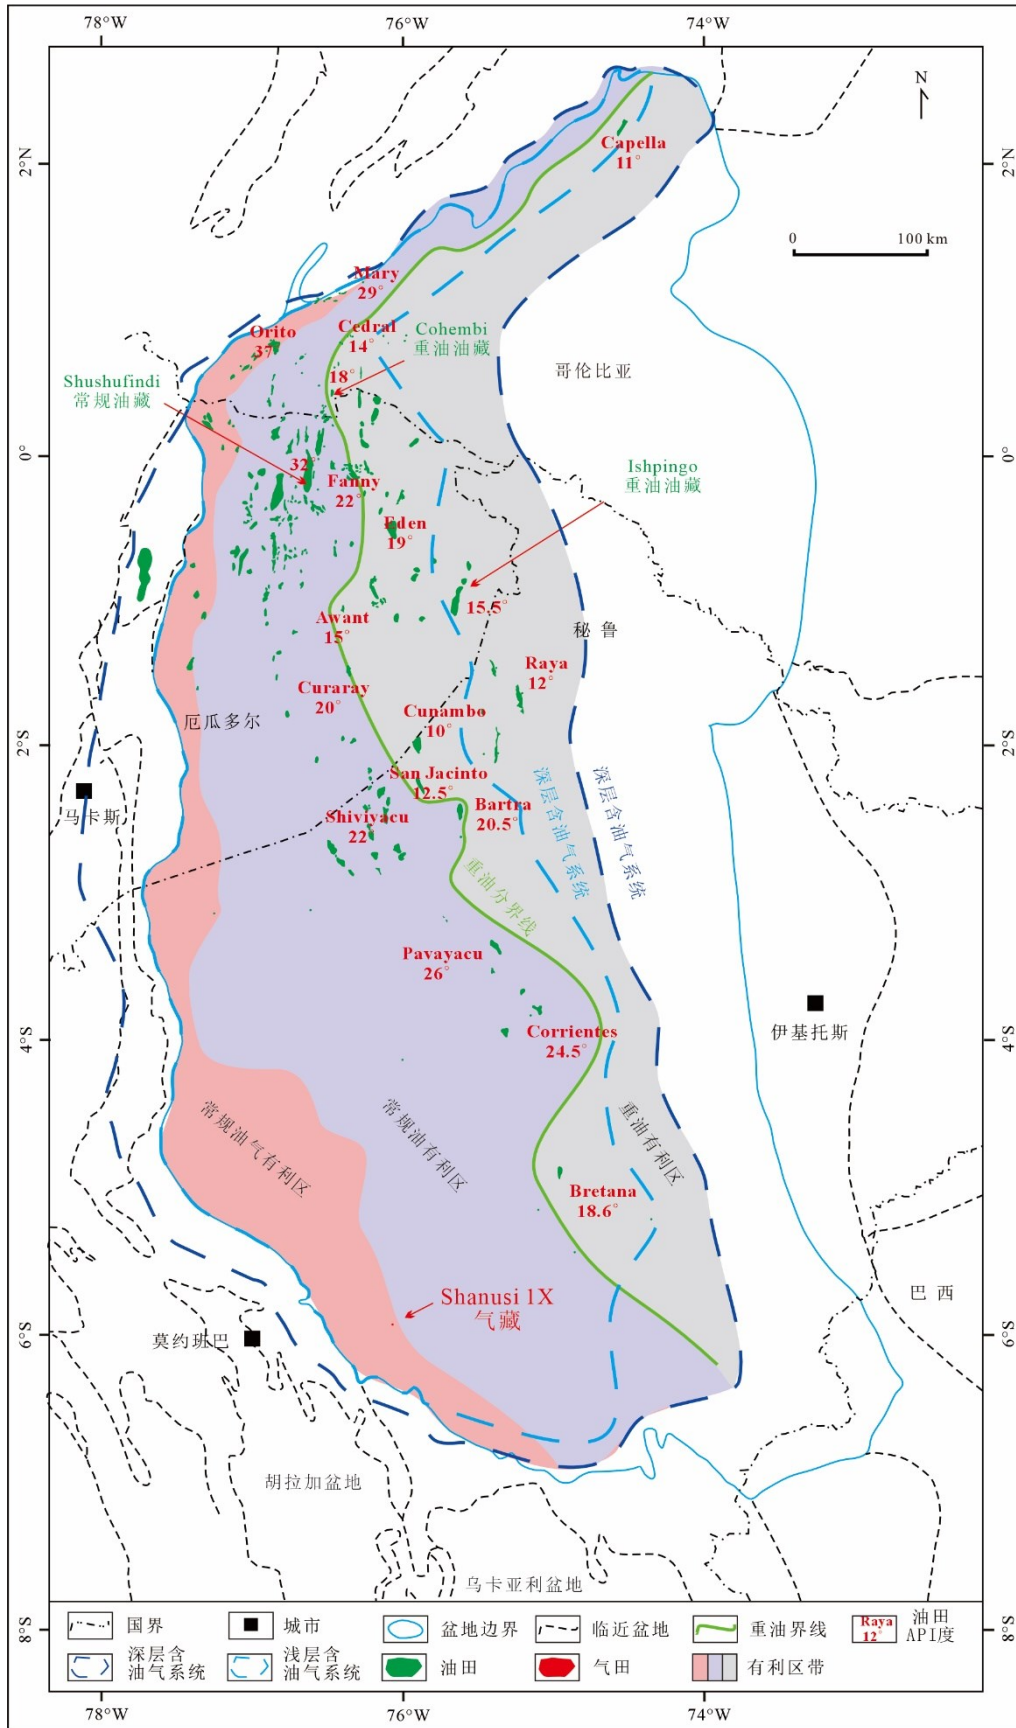 78°W
76°W
74°W
N
2°N
2°N
Capella
11°
0
100 km
Mary
29°
Orito
37°
Cedral
14°
Cohembi
重油油藏
哥伦比亚
18°
Shushufindi
常规油藏
0°
0°
32°
Fanny
22°
Ishpingo
重油油藏
Eden
19°
15.5°
Awant
15°
秘鲁
Raya
12°
Curaray
20°
厄瓜多尔
Cunambo
10°
2°S
2°S
San Jacinto
12.5°
深层含油气系统
深层含油气系统
马卡斯
Shiviyacu
22°
Bartra
20.5°
重油分界线
Pavayacu
26°
伊基托斯
Corrientes
24.5°
4°S
4°S
常规油气有利区
常规油有利区
重油有利区
Bretana
18.6°
Shanusi 1X
气藏
巴西
莫约班巴
6°S
6°S
胡拉加盆地
乌卡亚利盆地
8°S
8°S
国界
城市
盆地边界
临近盆地
重油界线
Raya
12°
油田
API度
深层含
油气系统
浅层含
油气系统
油田
气田
有利区带
78°W
76°W
74°W